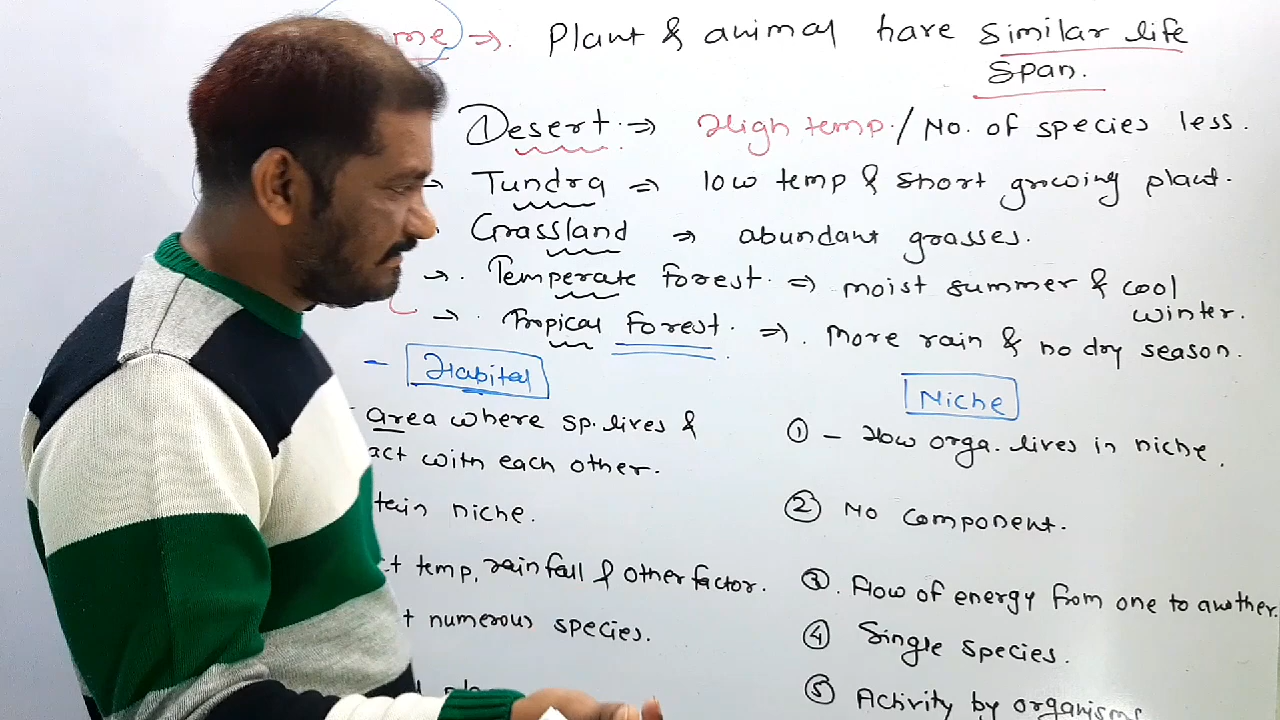 me ⇒. Plant & animal have similar life
span.
① Desert. ⇒ High temp. / No. of species less.
→ Tundra ⇒ low temp & short growing plant.
Grassland ⇒ abundant grasses.
→. Temperate forest. ⇒ moist summer & cool
winter.
→. Tropical forest. ⇒. More rain & no dry season.
- Habital
area where sp. lives &
act with each other.
tain niche.
ct temp, rainfall & other factor.
t numerous species.
Niche
① - How orga. lives in niche.
② No component.
③. Flow of energy from one to another.
④ Single species.
⑤ Activity by organisms